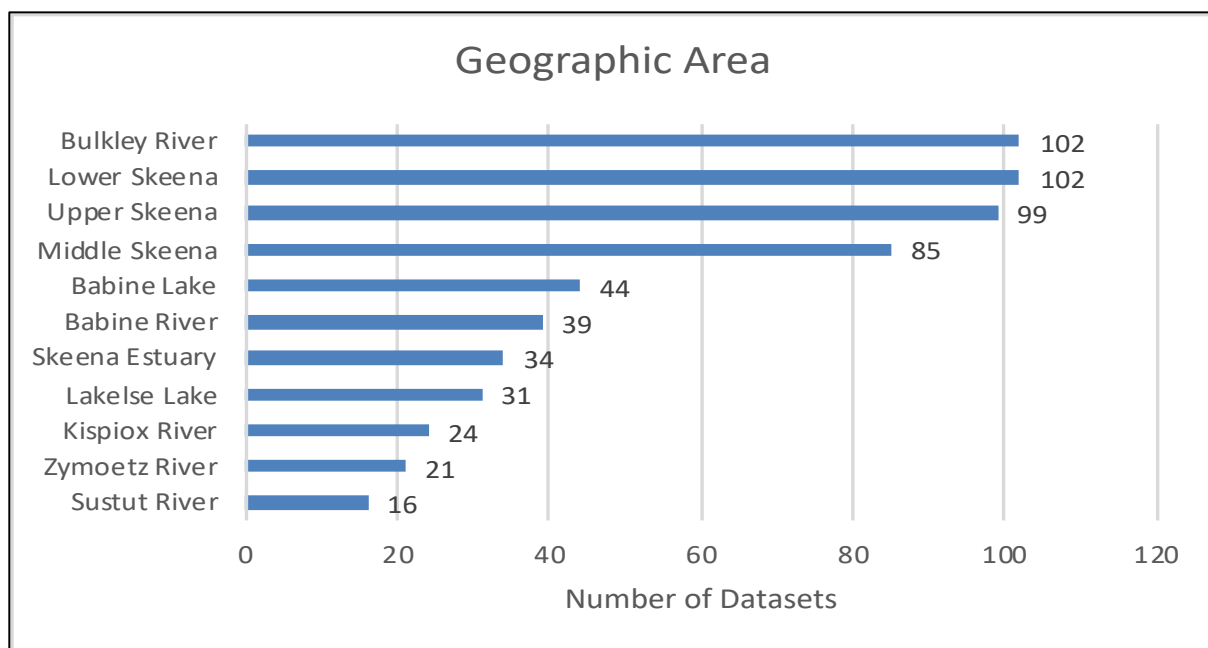 Geographic Area
Bulkley River 102
Lower Skeena 102
Upper Skeena 99
Middle Skeena 85
Babine Lake 44
Babine River 39
Skeena Estuary 34
Lakelse Lake 31
Kispiox River 24
Zymoetz River 21
Sustut River 16
0 20 40 60 80 100 120
Number of Datasets